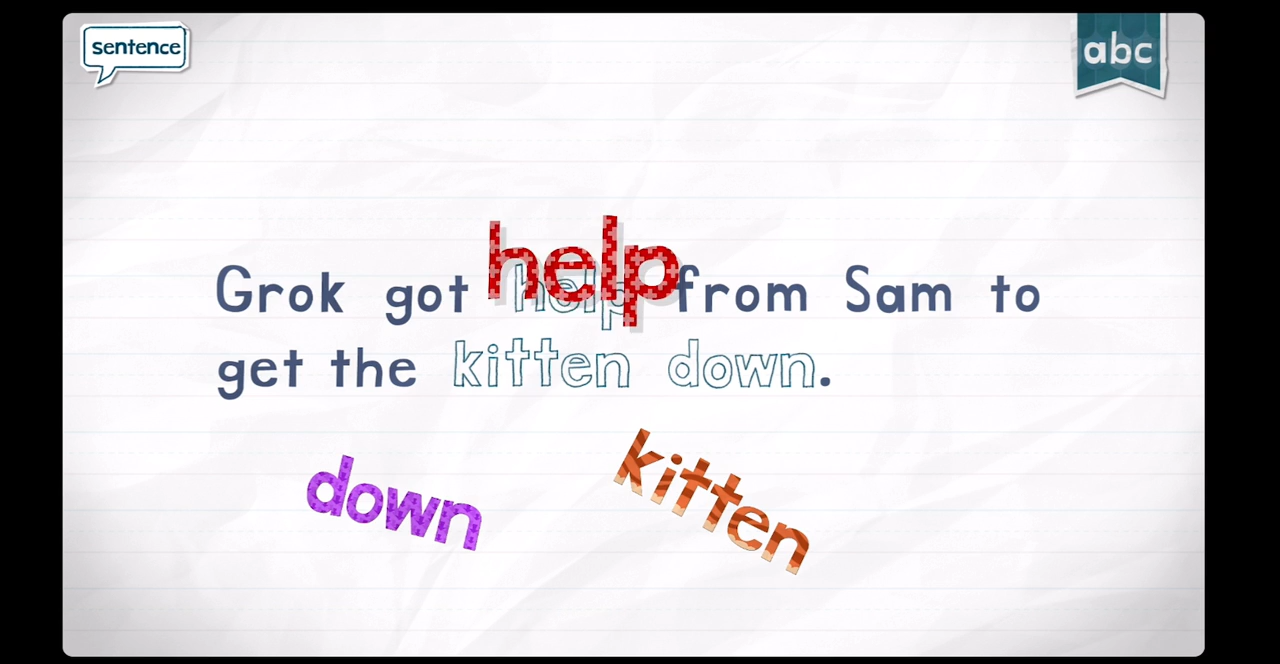 sentence
abc
help
Grok got help from Sam to
get the kitten down.
down
kitten